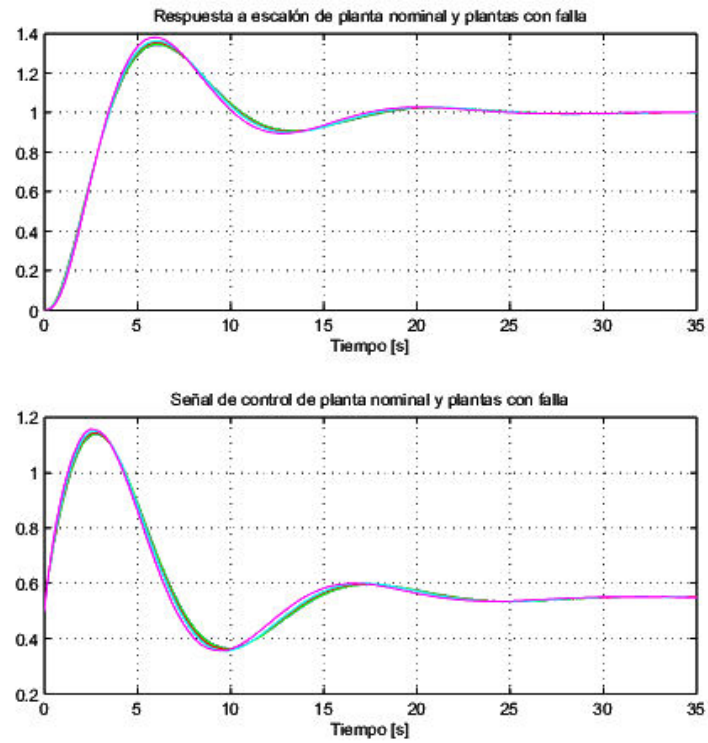 Respuesta a escalón de planta nominal y plantas con falla
1.4
1.2
1
0.8
0.6
0.4
0.2
0
0 5 10 15 20 25 30 35
Tiempo [s]
Señal de control de planta nominal y plantas con falla
1.2
1
0.8
0.6
0.4
0.2
0 5 10 15 20 25 30 35
Tiempo [s]